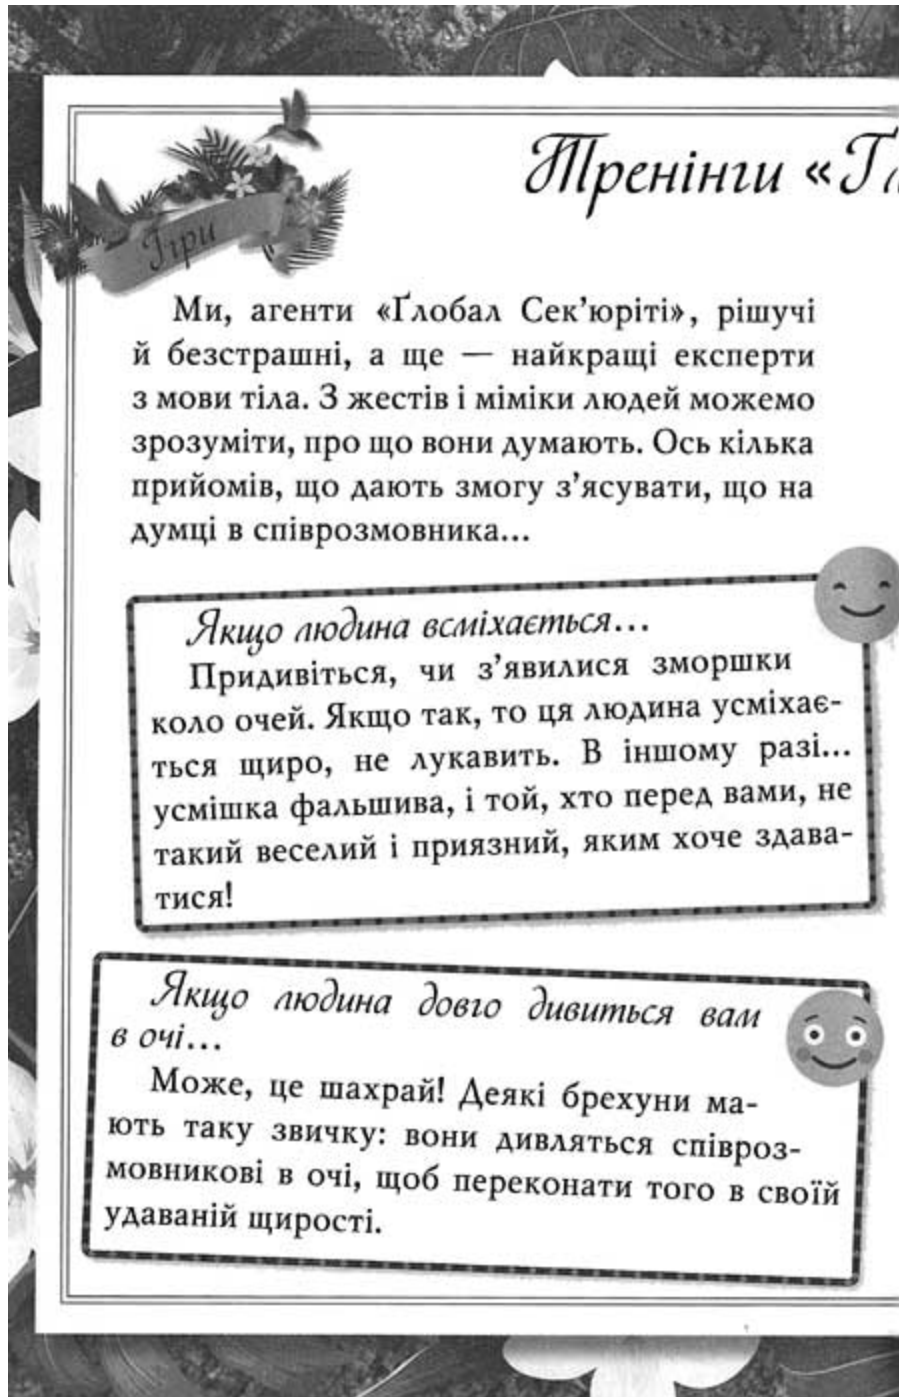 Тренінги «Ґл
Ігри
Ми, агенти «Ґлобал Сек’юріті», рішучі
й безстрашні, а ще — найкращі експерти
з мови тіла. З жестів і міміки людей можемо
зрозуміти, про що вони думають. Ось кілька
прийомів, що дають змогу з’ясувати, що на
думці в співрозмовника...
Якщо людина всміхається...
Придивіться, чи з’явилися зморшки
коло очей. Якщо так, то ця людина усміхає-
ться щиро, не лукавить. В іншому разі...
усмішка фальшива, і той, хто перед вами, не
такий веселий і приязний, яким хоче здава-
тися!
Якщо людина довго дивиться вам
в очі...
Може, це шахрай! Деякі брехуни ма-
ють таку звичку: вони дивляться співроз-
мовникові в очі, щоб переконати того в своїй
удаваній щирості.